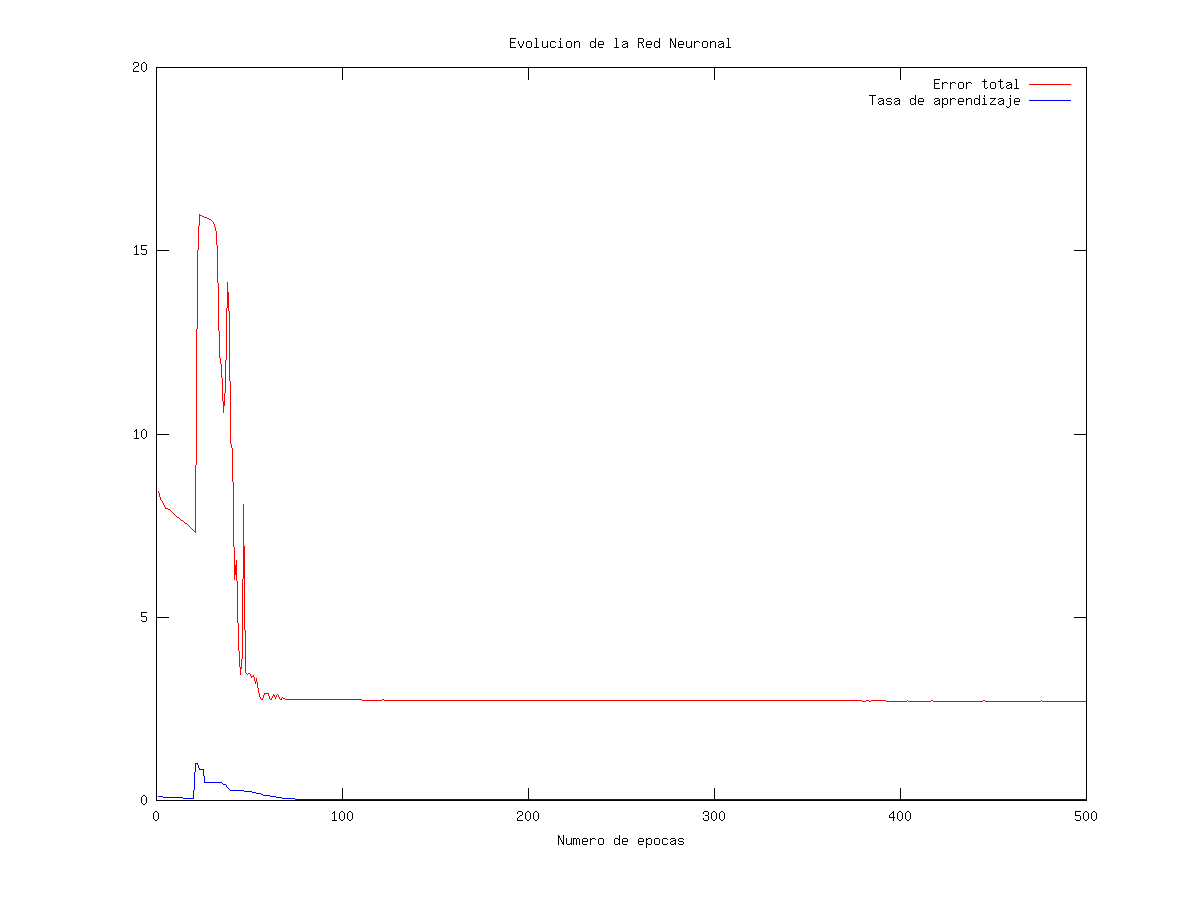 Evolucion de la Red Neuronal
20
Error total
Tasa de aprendizaje
15
10
5
0
0 100 200 300 400 500
Numero de epocas